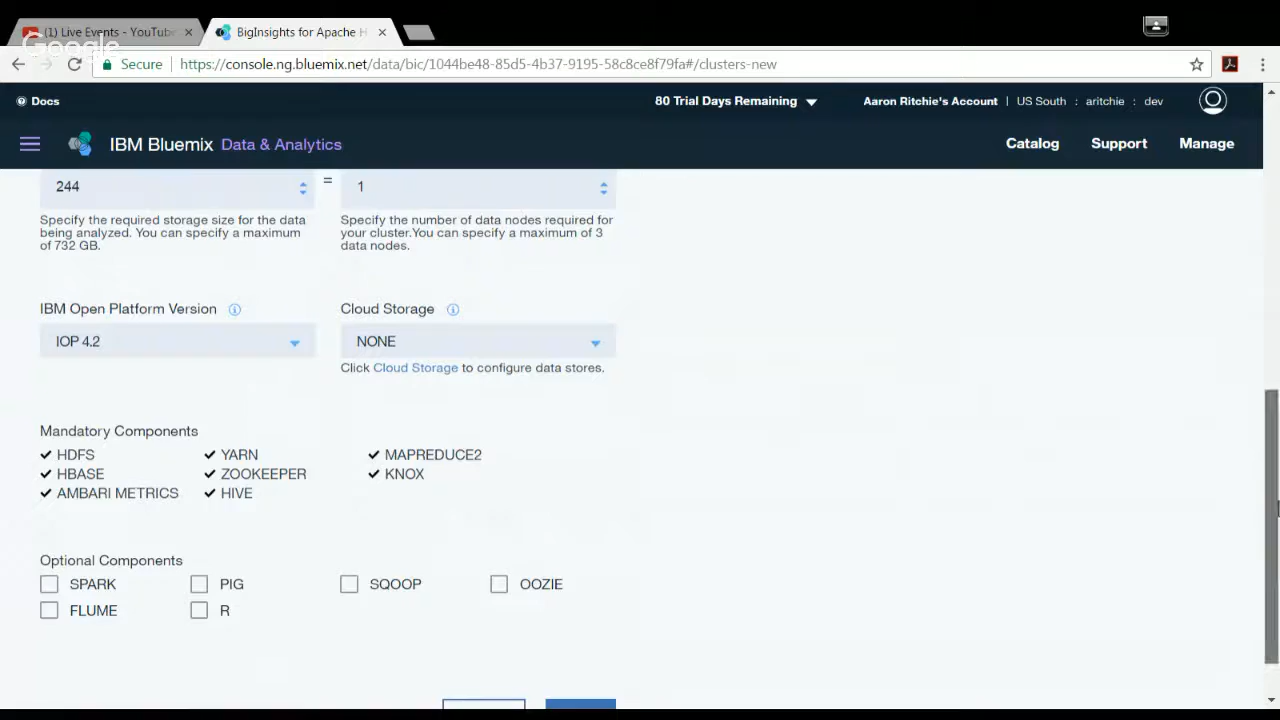 (1) Live Events - YouTube
BigInsights for Apache H
Google
Secure
https://console.ng.bluemix.net/data/bic/1044be48-85d5-4b37-9195-58c8ce8f79fa#/clusters-new
Docs
80 Trial Days Remaining
Aaron Ritchie's Account | US South : aritchie : dev
IBM Bluemix Data & Analytics
Catalog
Support
Manage
244
=
1
Specify the required storage size for the data
being analyzed. You can specify a maximum
of 732 GB.
Specify the number of data nodes required for
your cluster.You can specify a maximum of 3
data nodes.
IBM Open Platform Version
Cloud Storage
IOP 4.2
NONE
Click Cloud Storage to configure data stores.
Mandatory Components
HDFS
YARN
MAPREDUCE2
HBASE
ZOOKEEPER
KNOX
AMBARI METRICS
HIVE
Optional Components
SPARK
PIG
SQOOP
OOZIE
FLUME
R